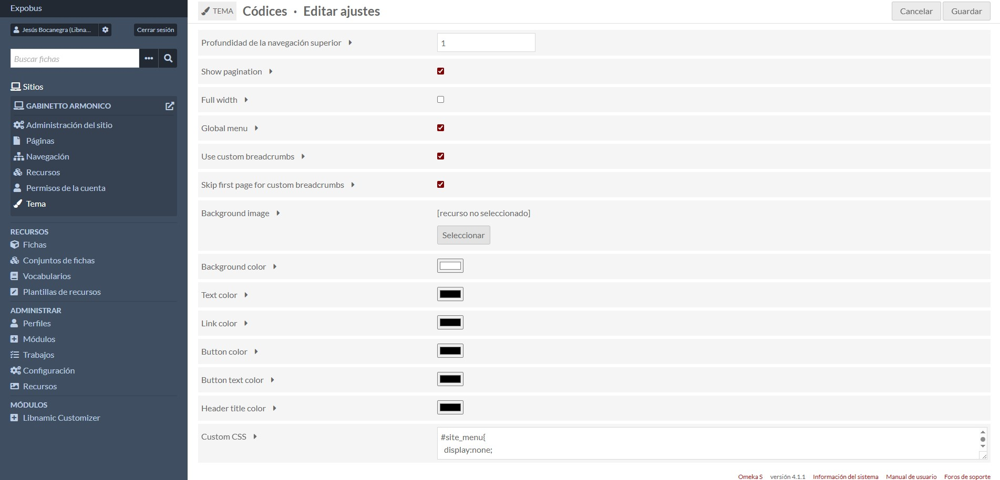 Expobus
Jesús Bocanegra (Libna...
Cerrar sesión
Buscar fichas
Sitios
GABINETTO ARMONICO
Administración del sitio
Páginas
Navegación
Recursos
Permisos de la cuenta
Tema
RECURSOS
Fichas
Conjuntos de fichas
Vocabularios
Plantillas de recursos
ADMINISTRAR
Perfiles
Módulos
Trabajos
Configuración
Recursos
MÓDULOS
Libnamic Customizer
TEMA Códices · Editar ajustes
Cancelar Guardar
Profundidad de la navegación superior 1
Show pagination
Full width
Global menu
Use custom breadcrumbs
Skip first page for custom breadcrumbs
Background image [recurso no seleccionado]
Seleccionar
Background color
Text color
Link color
Button color
Button text color
Header title color
Custom CSS #site_menu{
display:none;
Omeka S versión 4.1.1 Información del sistema Manual de usuario Foros de soporte